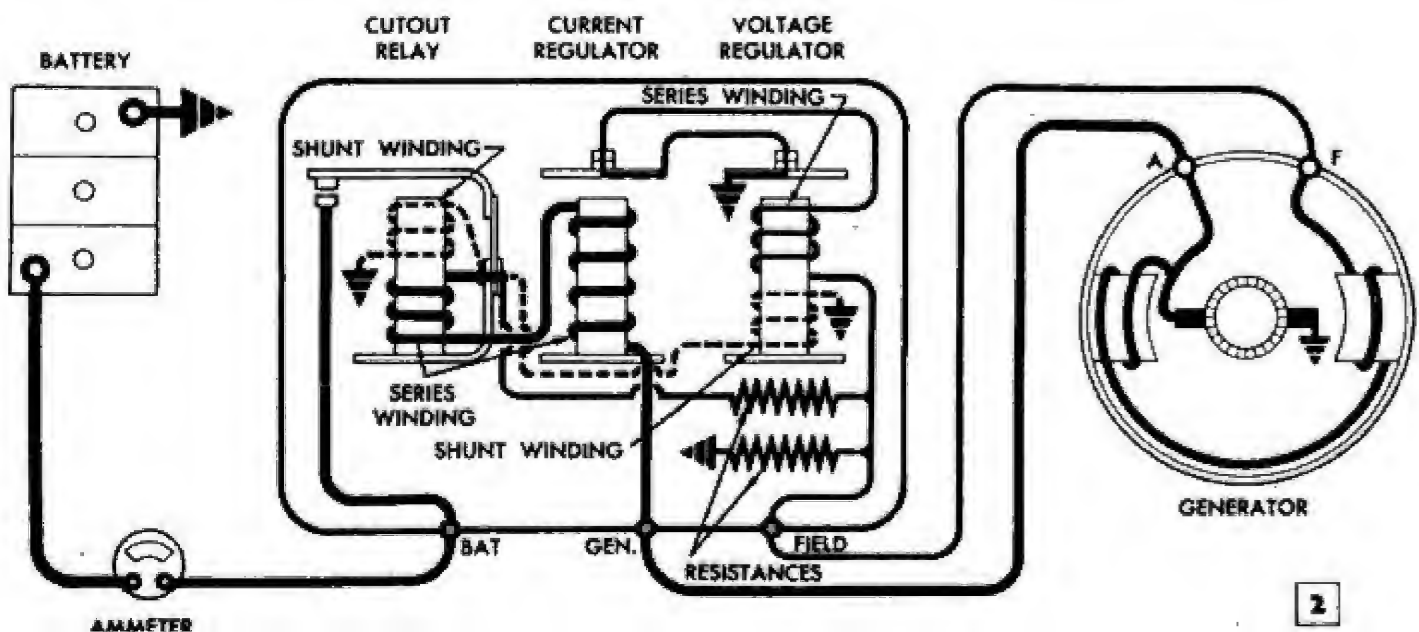 CUTOUT
RELAY
CURRENT
REGULATOR
VOLTAGE
REGULATOR
BATTERY
SERIES WINDING
SHUNT WINDING
A
F
SERIES
WINDING
SHUNT WINDING
GENERATOR
BAT
GEN.
FIELD
RESISTANCES
AMMETER
2